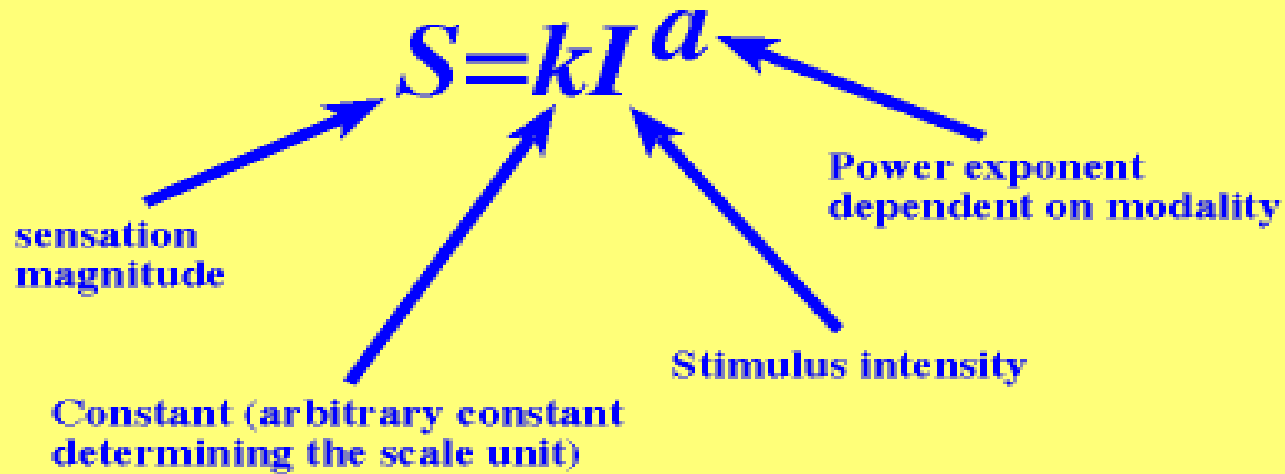 S=kI^a
Power exponent
dependent on modality
sensation
magnitude
Stimulus intensity
Constant (arbitrary constant
determining the scale unit)